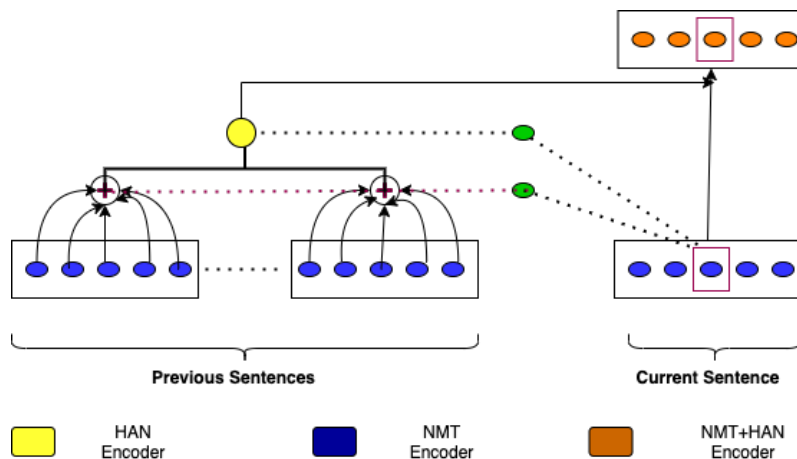 Previous Sentences
Current Sentence
HAN
Encoder
NMT
Encoder
NMT+HAN
Encoder